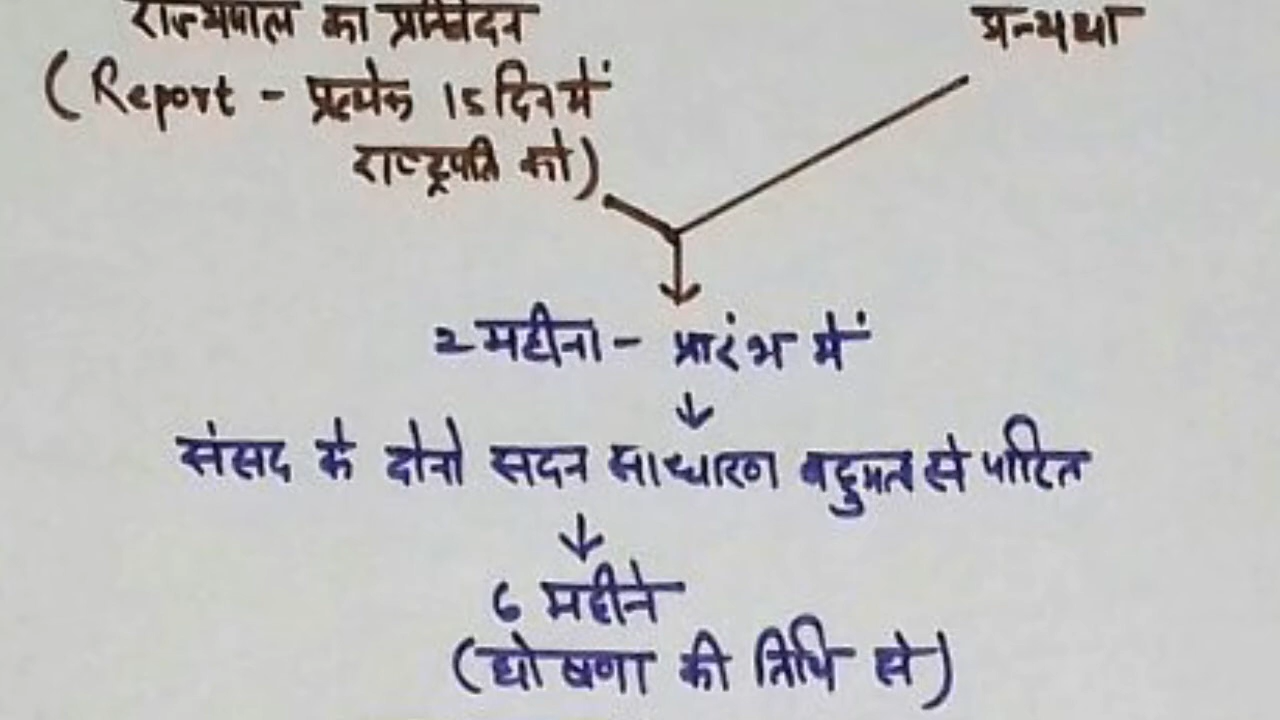 राज्यपाल का प्रतिवेदन
अन्यथा
(Report - प्रत्येक 15 दिन में
राष्ट्रपति को)
2 महीना - प्रारंभ में
संसद के दोनो सदन साधारण बहुमत से पारित
6 महीने
(घोषणा की तिथि से)